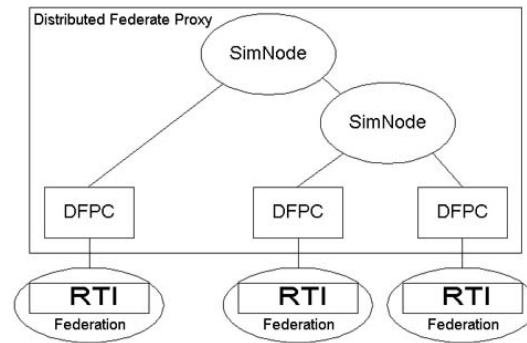 Distributed Federate Proxy
SimNode
SimNode
DFPC
DFPC
DFPC
RTI
RTI
RTI
Federation
Federation
Federation